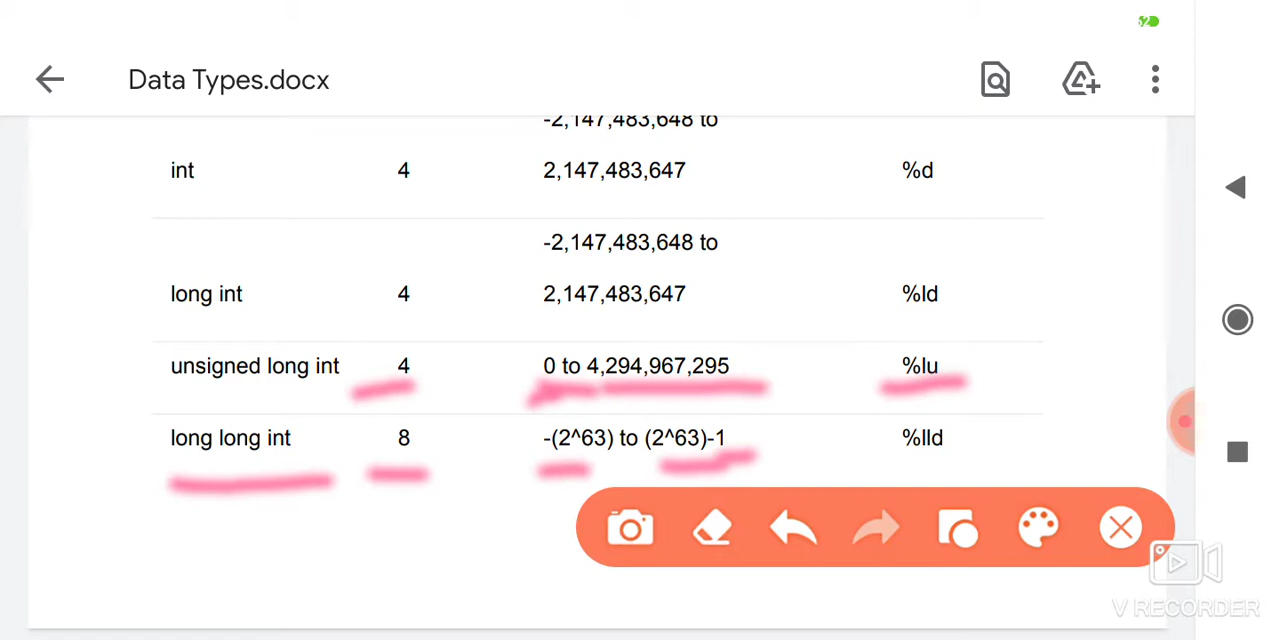 52
Data Types.docx
-2,147,483,648 to
int 4 2,147,483,647 %d
-2,147,483,648 to
long int 4 2,147,483,647 %ld
unsigned long int 4 0 to 4,294,967,295 %lu
long long int 8 -(2^63) to (2^63)-1 %lld
V RECORDER